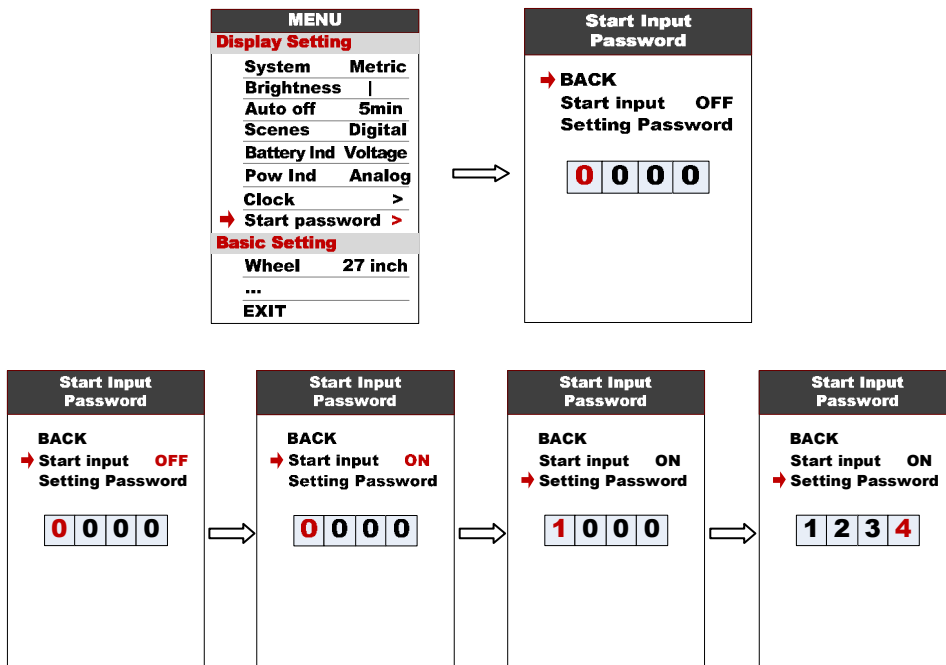 MENU
Display Setting
System Metric
Brightness |
Auto off 5min
Scenes Digital
Battery Ind Voltage
Pow Ind Analog
Clock >
Start password >
Basic Setting
Wheel 27 inch
...
EXIT
Start Input
Password
BACK
Start input OFF
Setting Password
0 0 0 0
Start Input
Password
BACK
Start input OFF
Setting Password
0 0 0 0
Start Input
Password
BACK
Start input ON
Setting Password
0 0 0 0
Start Input
Password
BACK
Start input ON
Setting Password
1 0 0 0
Start Input
Password
BACK
Start input ON
Setting Password
1 2 3 4